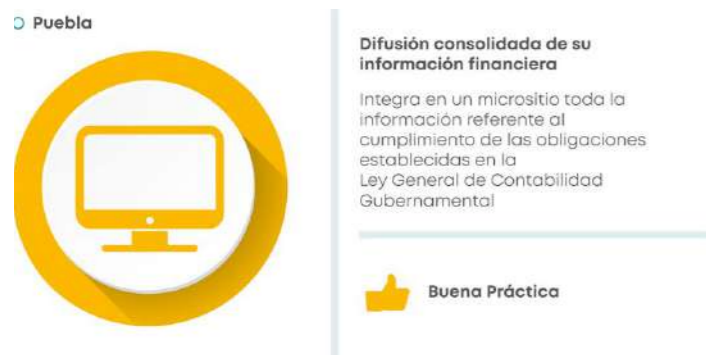 Puebla
Difusión consolidada de su
información financiera
Integra en un micrositio toda la
información referente al
cumplimiento de las obligaciones
establecidas en la
Ley General de Contabilidad
Gubernamental
Buena Práctica